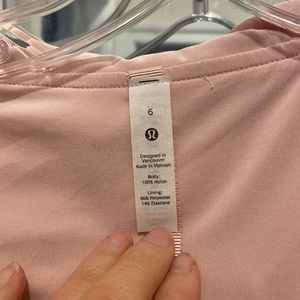 6
Designed in
Vancouver
Made in Vietnam
Body:
100% Nylon
Lining:
86% Polyester
14% Elastane